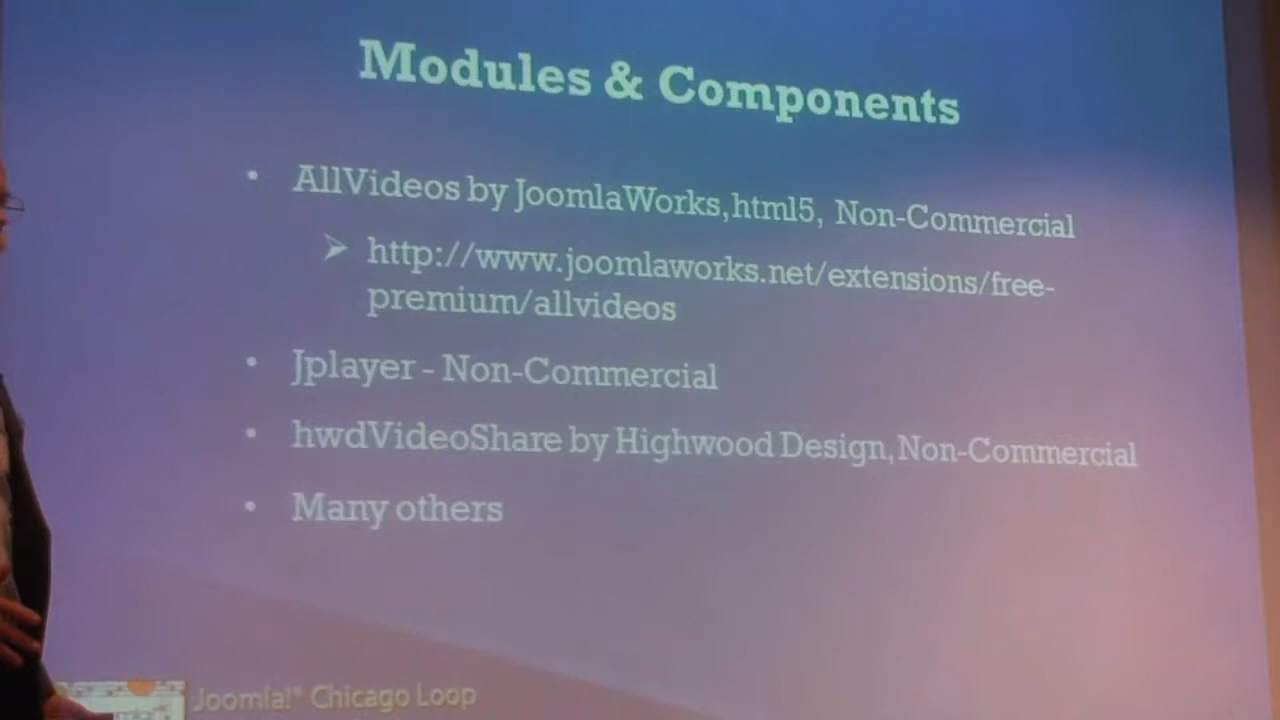 Modules & Components
• AllVideos by JoomlaWorks, html5, Non-Commercial
➢ http://www.joomlaworks.net/extensions/free-
premium/allvideos
• Jplayer - Non-Commercial
• hwdVideoShare by Highwood Design, Non-Commercial
• Many others
Joomla!® Chicago Loop